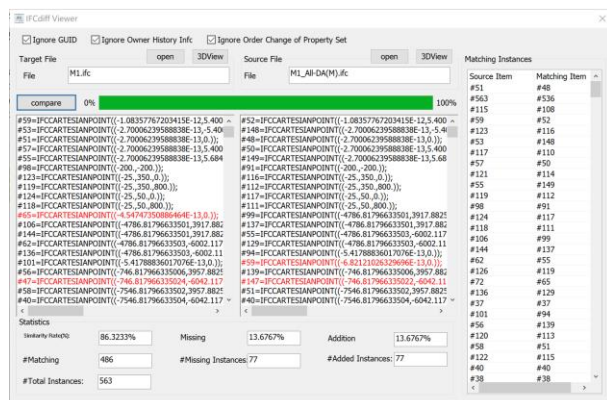 IFCdiff Viewer
Ignore GUID
Ignore Owner History Infc
Ignore Order Change of Property Set
Target File
open
3DView
Source File
open
3DView
Matching Instances
File
M1.ifc
File
M1_All-DA(M).ifc
Source Item Matching Item
compare
0%
100%
#59=IFCCARTESIANPOINT((-1.08357767203415E-12,5.400
#53=IFCCARTESIANPOINT((-2.70006239588838E-13,-5.40
#51=IFCCARTESIANPOINT((-2.70006239588838E-13,0.));
#57=IFCCARTESIANPOINT((-2.70006239588838E-13,5.400
#55=IFCCARTESIANPOINT((-2.70006239588838E-13,5.684
#98=IFCCARTESIANPOINT((-200.,-200.));
#123=IFCCARTESIANPOINT((-25.,350.,0.));
#119=IFCCARTESIANPOINT((-25.,350.,800.));
#124=IFCCARTESIANPOINT((-25.,50.,0.));
#118=IFCCARTESIANPOINT((-25.,50.,800.));
#65=IFCCARTESIANPOINT((-4.54747350886464E-13,0.));
#106=IFCCARTESIANPOINT((-4786.81796633501,3917.882
#144=IFCCARTESIANPOINT((-4786.81796633501,3917.882
#62=IFCCARTESIANPOINT((-4786.81796633503,-6002.117
#136=IFCCARTESIANPOINT((-4786.81796633503,-6002.11
#101=IFCCARTESIANPOINT((-5.41788836017076E-13,0.));
#56=IFCCARTESIANPOINT((-746.817966335006,3957.8825
#47=IFCCARTESIANPOINT((-746.817966335024,-6042.117
#58=IFCCARTESIANPOINT((-7546.81796633502,3957.8825
#40=IFCCARTESIANPOINT((-7546.81796633504,-6042.117
#52=IFCCARTESIANPOINT((-1.08357767203415E-12,5.400
#148=IFCCARTESIANPOINT((-2.70006239588838E-13,-5.4
#48=IFCCARTESIANPOINT((-2.70006239588838E-13,0.));
#50=IFCCARTESIANPOINT((-2.70006239588838E-13,5.400
#149=IFCCARTESIANPOINT((-2.70006239588838E-13,5.68
#91=IFCCARTESIANPOINT((-200.,-200.));
#116=IFCCARTESIANPOINT((-25.,350.,0.));
#112=IFCCARTESIANPOINT((-25.,350.,800.));
#117=IFCCARTESIANPOINT((-25.,50.,0.));
#111=IFCCARTESIANPOINT((-25.,50.,800.));
#99=IFCCARTESIANPOINT((-4786.81796633501,3917.8825
#137=IFCCARTESIANPOINT((-4786.81796633501,3917.882
#55=IFCCARTESIANPOINT((-4786.81796633503,-6002.117
#129=IFCCARTESIANPOINT((-4786.81796633503,-6002.11
#94=IFCCARTESIANPOINT((-5.41788836017076E-13,0.));
#59=IFCCARTESIANPOINT((-6.82121026329696E-13,0.));
#139=IFCCARTESIANPOINT((-746.817966335006,3957.882
#147=IFCCARTESIANPOINT((-746.817966335022,-6042.11
#51=IFCCARTESIANPOINT((-7546.81796633502,3957.8825
#40=IFCCARTESIANPOINT((-7546.81796633504,-6042.117
#51 #48
#563 #536
#115 #108
#59 #52
#123 #116
#53 #148
#117 #110
#57 #50
#121 #114
#55 #149
#119 #112
#98 #91
#124 #117
#118 #111
#106 #99
#144 #137
#62 #55
#126 #119
#72 #65
#136 #129
#37 #37
#101 #94
#56 #139
#120 #113
#58 #51
#122 #115
#40 #40
#38 #38
Statistics
Similarity Rate(%):
86.3233%
Missing
13.6767%
Addition
13.6767%
#Matching
486
#Missing Instances:
77
#Added Instances:
77
#Total Instances:
563